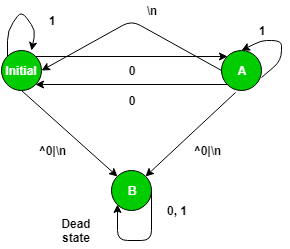 \n
1
1
Initial
A
0
0
^0|\n
^0|\n
B
0, 1
Dead
state